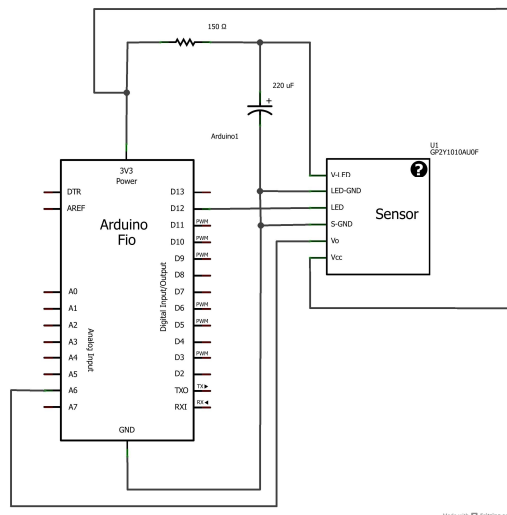 150 Ω
220 uF
+
Arduino1
U1
GP2Y1010AU0F
?
3V3
Power
V-LED
LED-GND
LED
S-GND
Vo
Vcc
Sensor
DTR
AREF
Arduino
Fio
D13
D12
D11 PWM
D10 PWM
D9 PWM
D8
D7
D6 PWM
D5 PWM
D4
D3 PWM
D2
TXO TX
RXI RX
Digital Input/Output
A0
A1
A2
A3
A4
A5
A6
A7
Analog Input
GND